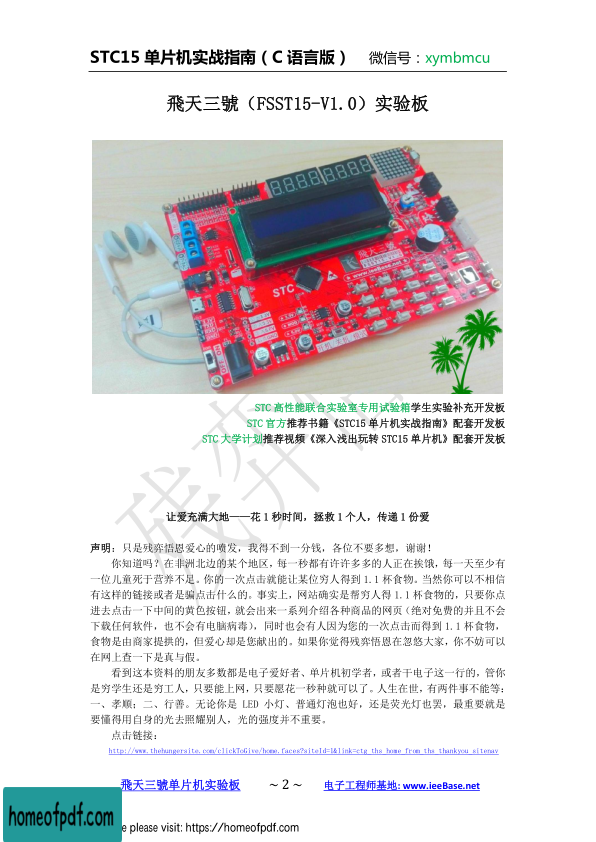 STC15 单片机实战指南（C 语言版） 微信号：xymbmcu
飛天三號（FSST15-V1.0）实验板
飛天三號
www.ieeBase.net
STC
STC 高性能联合实验室专用试验箱学生实验补充开发板
STC 官方推荐书籍《STC15 单片机实战指南》配套开发板
STC 大学计划推荐视频《深入浅出玩转 STC15 单片机》配套开发板
让爱充满大地——花 1 秒时间，拯救 1 个人，传递 1 份爱
声明：只是残弈悟恩爱心的喷发，我得不到一分钱，各位不要多想，谢谢！
你知道吗？在非洲北边的某个地区，每一秒都有许许多多的人正在挨饿，每一天至少有
一位儿童死于营养不足。你的一次点击就能让某位穷人得到 1.1 杯食物。当然你可以不相信
有这样的链接或者是骗点击什么的。事实上，网站确实是帮穷人得 1.1 杯食物的，只要你点
进去点击一下中间的黄色按钮，就会出来一系列介绍各种商品的网页（绝对免费的并且不会
下载任何软件，也不会有电脑病毒），同时也会有人因为您的一次点击而得到 1.1 杯食物，
食物是由商家提拱的，但爱心却是您献出的。如果你觉得残弈悟恩在忽悠大家，你不妨可以
在网上查一下是真与假。
看到这本资料的朋友多数都是电子爱好者、单片机初学者，或者干电子这一行的，管你
是穷学生还是穷工人，只要能上网，只要愿花一秒种就可以了。人生在世，有两件事不能等：
一、孝顺；二、行善。无论你是 LED 小灯、普通灯泡也好，还是荧光灯也罢，最重要就是
要懂得用自身的光去照耀别人，光的强度并不重要。
点击链接：
http://www.thehungersite.com/clickToGive/home.faces?siteId=1&link=ctg_ths_home_from_ths_thankyou_sitenav
飛天三號单片机实验板 ～ 2 ～ 电子工程师基地: www.ieeBase.net
homeofpdf.com
e please visit: https://homeofpdf.com